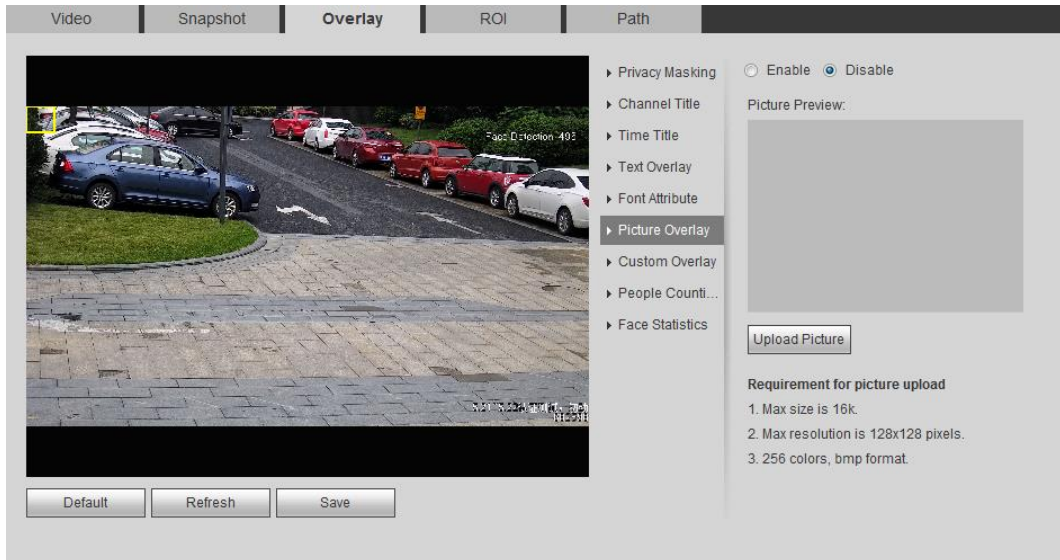 Video
Snapshot
Overlay
ROI
Path
Face Detection 493
Privacy Masking
Channel Title
Time Title
Text Overlay
Font Attribute
Picture Overlay
Custom Overlay
People Counti...
Face Statistics
Enable
Disable
Picture Preview:
Upload Picture
Requirement for picture upload
1. Max size is 16k.
2. Max resolution is 128x128 pixels.
3. 256 colors, bmp format.
Default
Refresh
Save